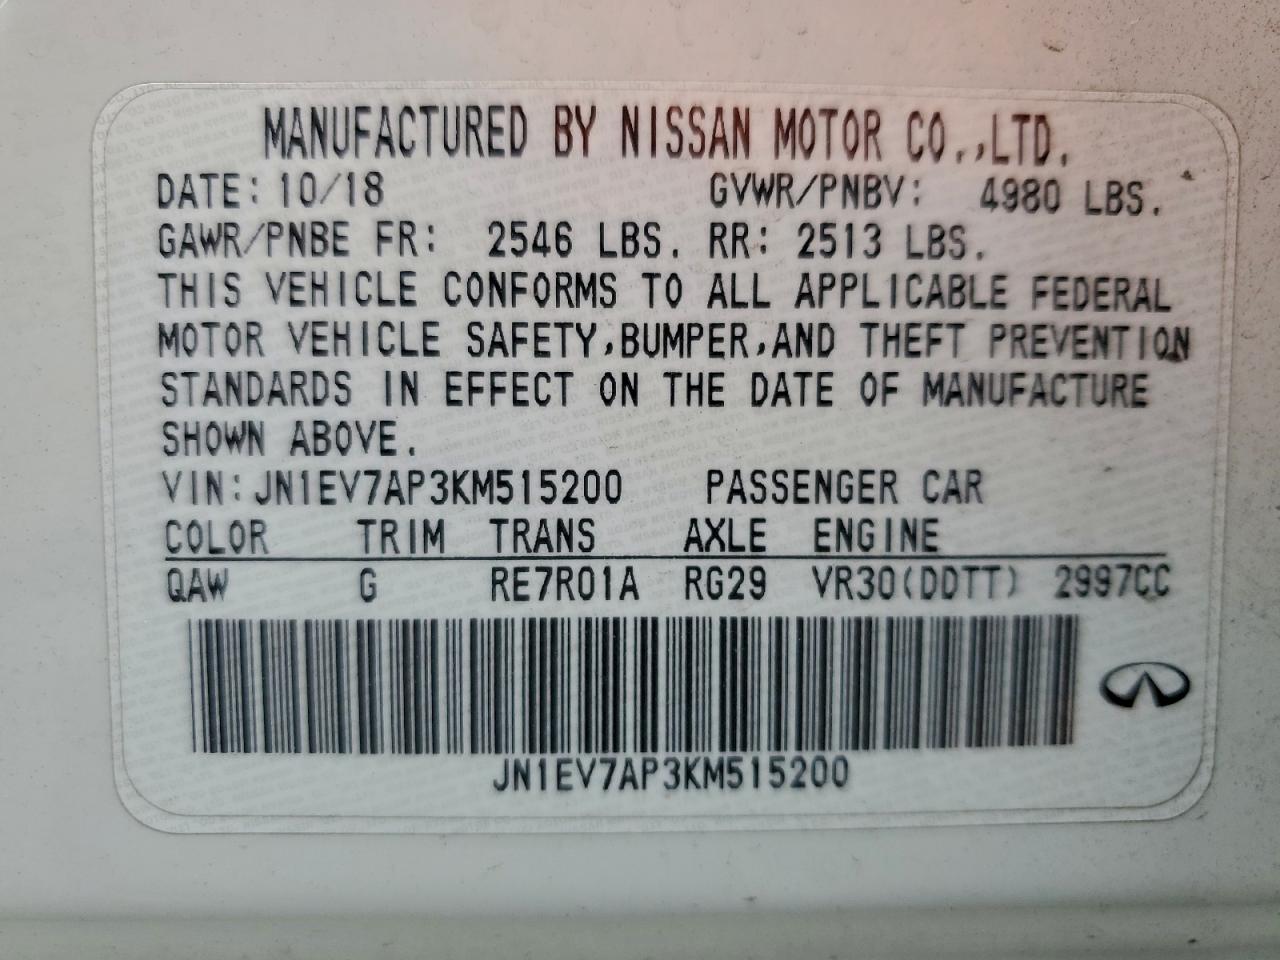 MANUFACTURED BY NISSAN MOTOR CO.,LTD.
DATE: 10/18 GVWR/PNBV: 4980 LBS.
GAWR/PNBE FR: 2546 LBS. RR: 2513 LBS.
THIS VEHICLE CONFORMS TO ALL APPLICABLE FEDERAL
MOTOR VEHICLE SAFETY,BUMPER,AND THEFT PREVENTION
STANDARDS IN EFFECT ON THE DATE OF MANUFACTURE
SHOWN ABOVE.
VIN: JN1EV7AP3KM515200 PASSENGER CAR
COLOR TRIM TRANS AXLE ENGINE
QAW G RE7R01A RG29 VR30(DDTT) 2997CC
JN1EV7AP3KM515200